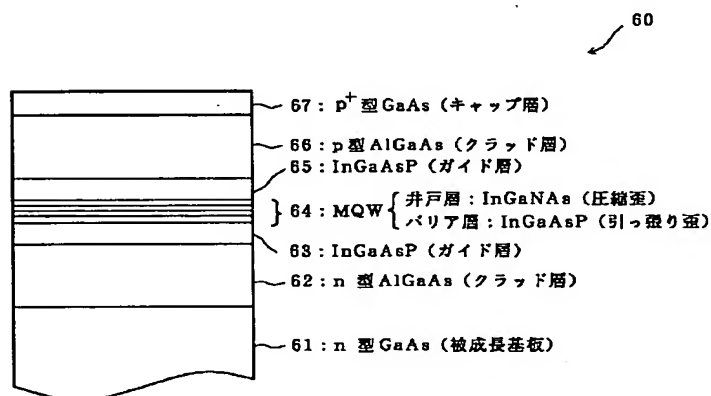 60
67：p+型GaAs（キャップ層）
66：p型AlGaAs（クラッド層）
65：InGaAsP（ガイド層）
64：MQW{井戸層：InGaNAs（圧縮歪）
バリア層：InGaAsP（引っ張り歪）
63：InGaAsP（ガイド層）
62：n 型AlGaAs（クラッド層）
61：n 型GaAs（被成長基板）